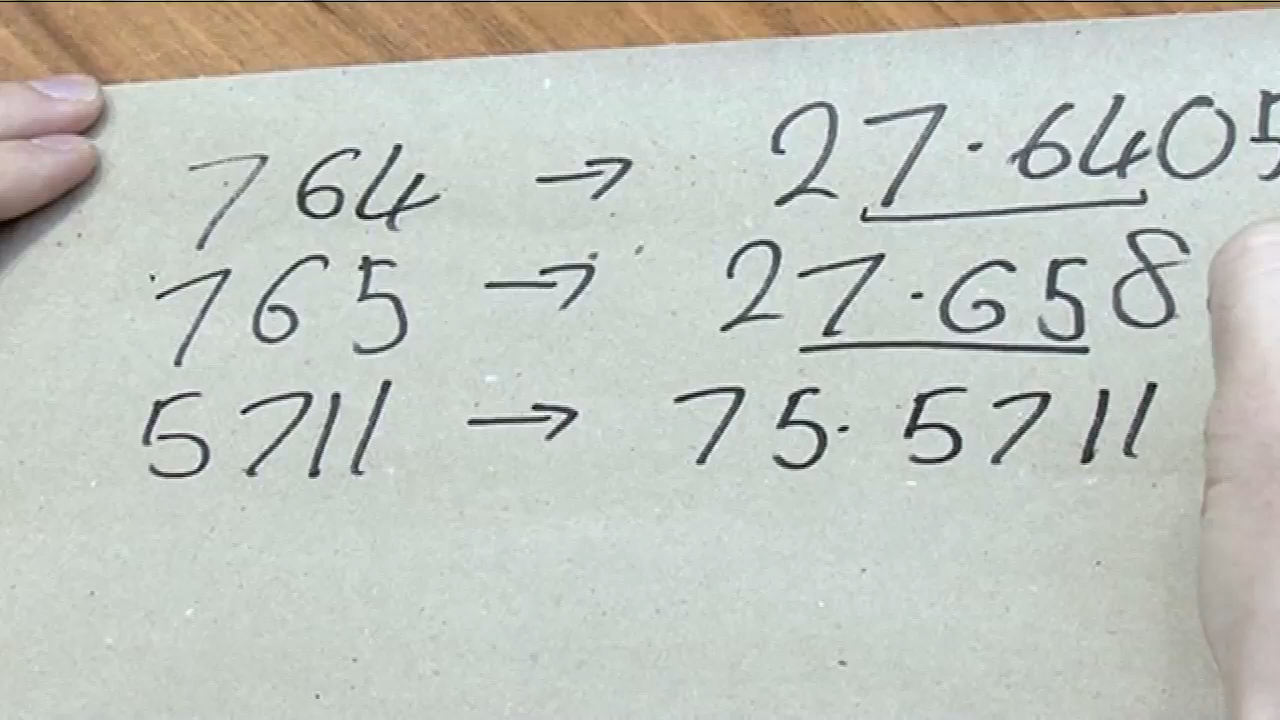 764 → 27.6405
765 → 27.658
5711 → 75.5711